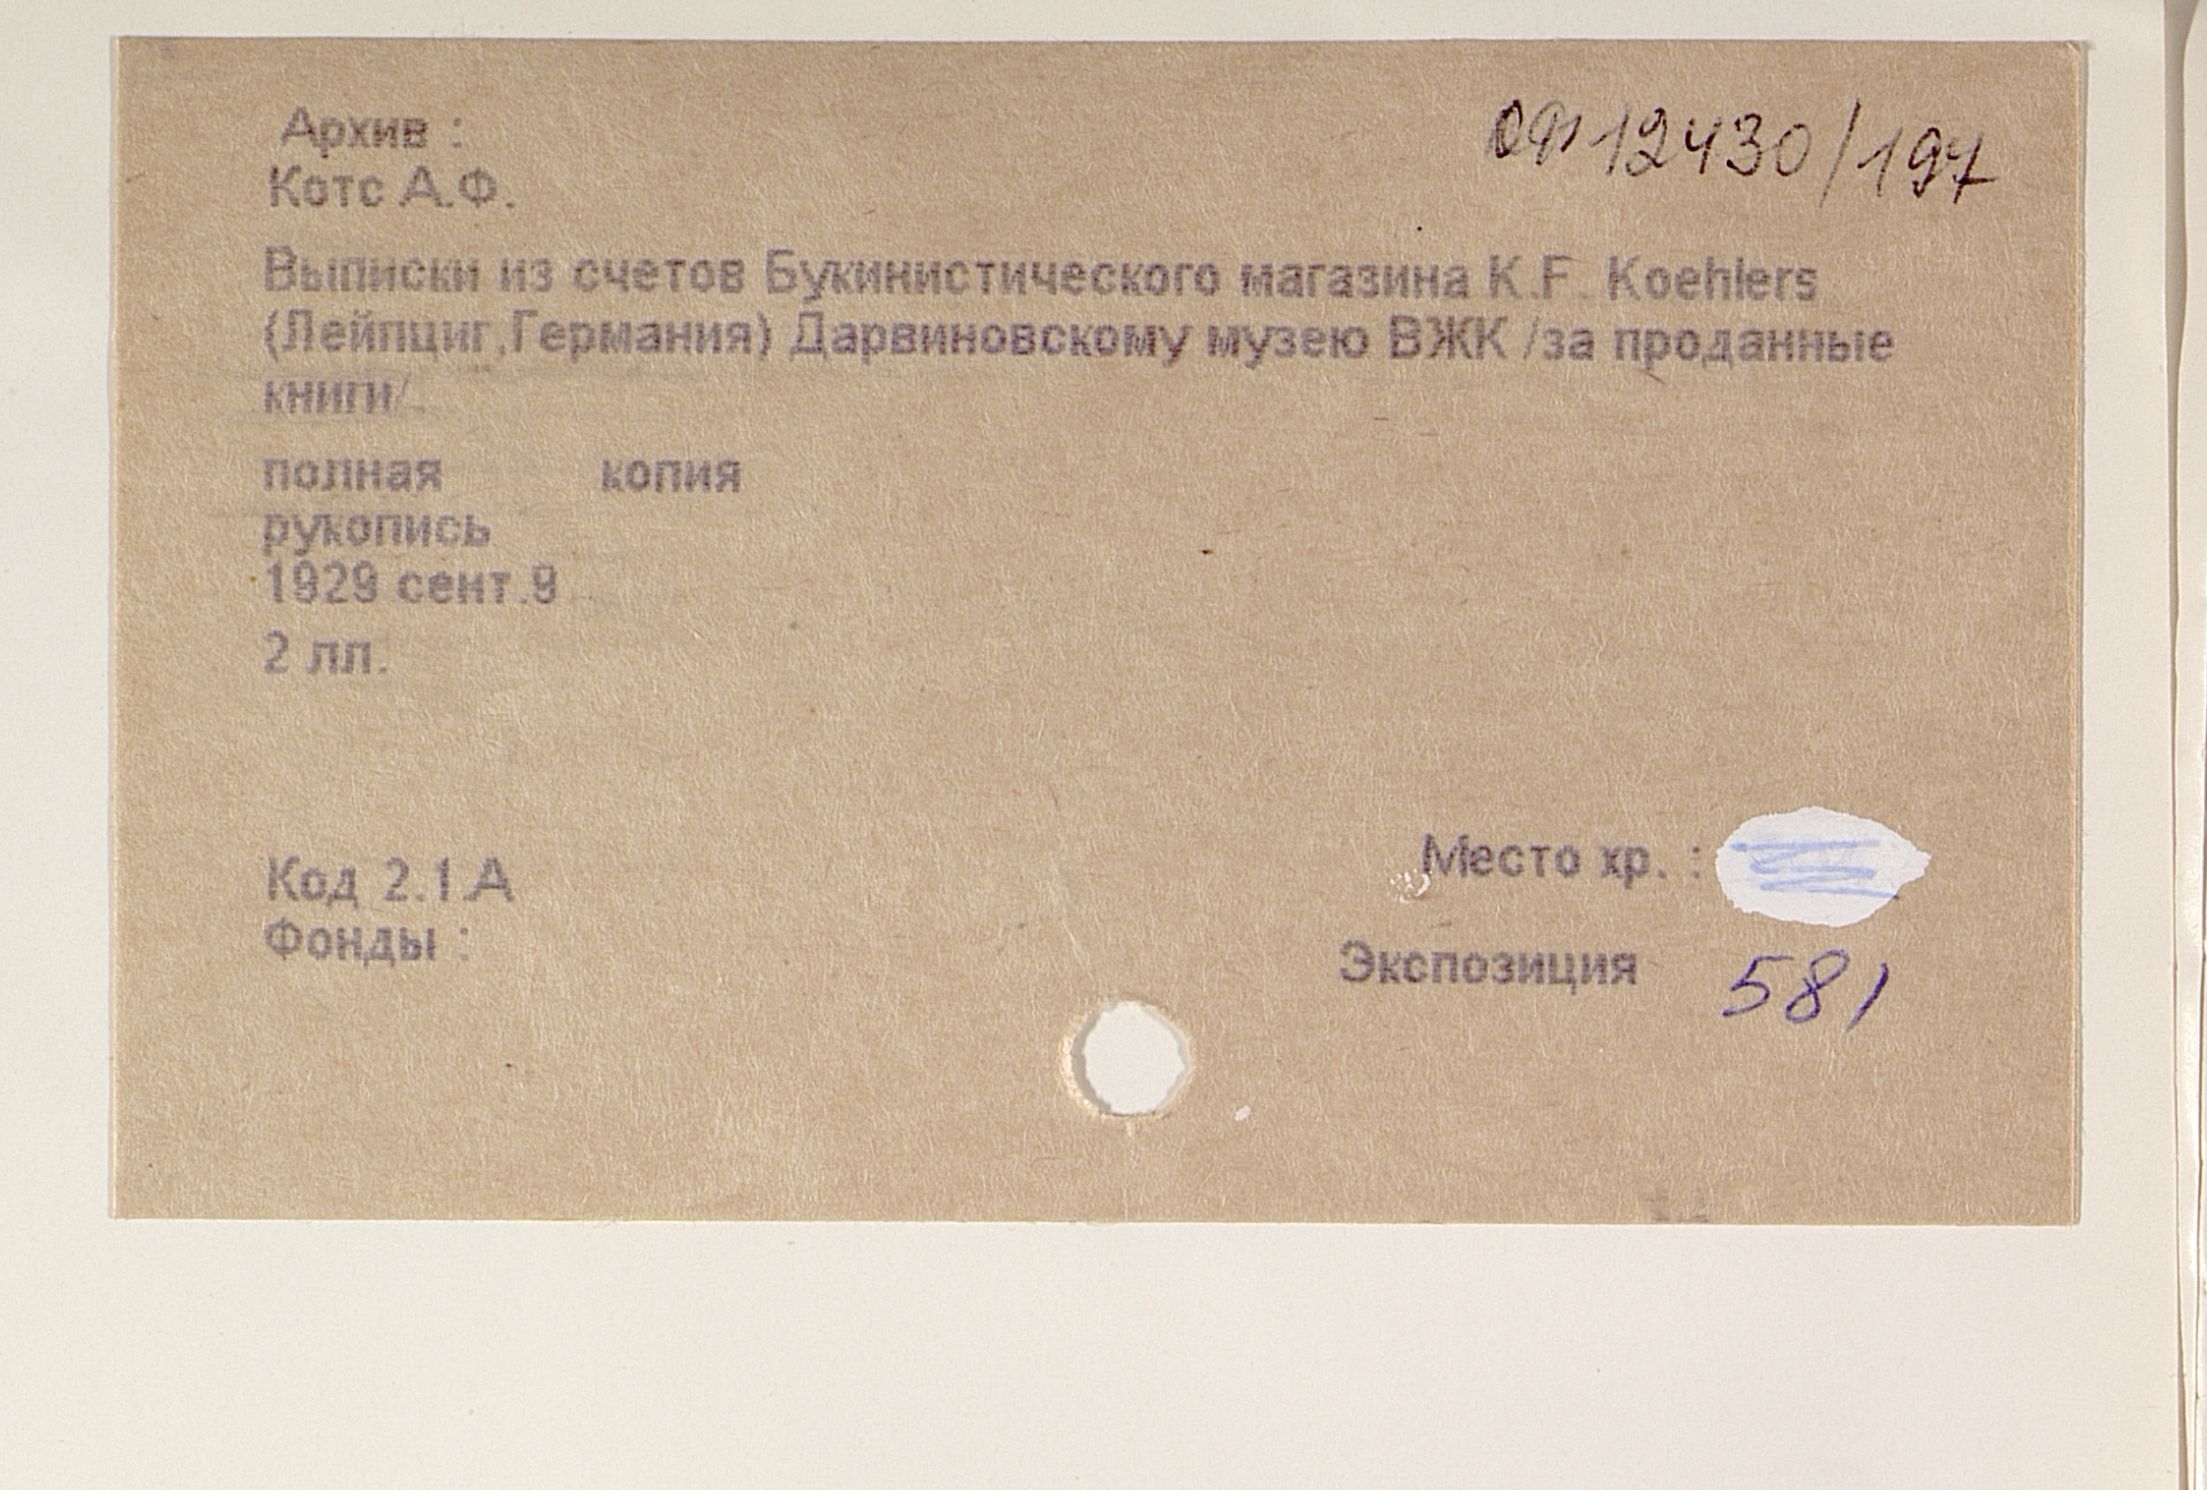 Архив :
ОФ 12430/197
Котс А.Ф.
Выписки из счетов Букинистического магазина K.F. Koehlers
(Лейпциг,Германия) Дарвиновскому музею ВЖК /за проданные
книги/.
полная копия
рукопись
1929 сент.9
2 лл.
Место хр. :
Код 2.1.А
Фонды :
Экспозиция 581